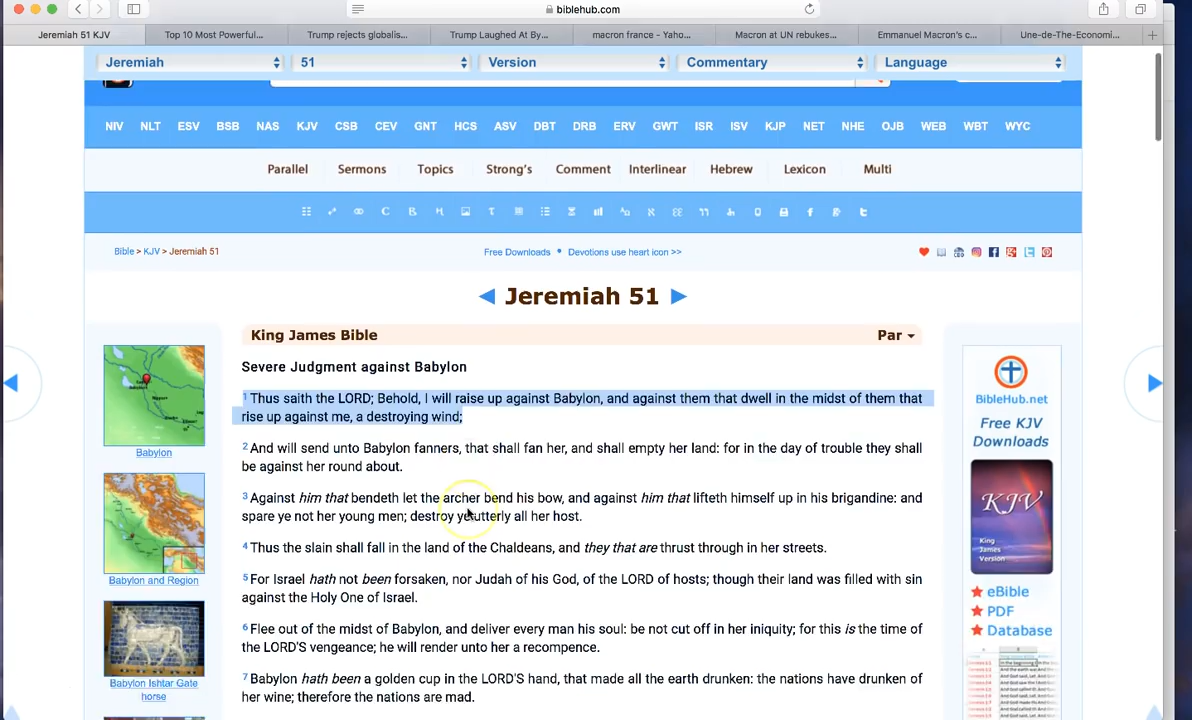 biblehub.com
Jeremiah 51 KJV
Top 10 Most Powerful...
Trump rejects globalis...
Trump Laughed At By...
macron france - Yaho...
Macron at UN rebukes...
Emmanuel Macron's c...
Une-de-The-Economi...
Jeremiah 51 Version Commentary Language
NIV NLT ESV BSB NAS KJV CSB CEV GNT HCS ASV DBT DRB ERV GWT ISR ISV KJP NET NHE OJB WEB WBT WYC
Parallel Sermons Topics Strong's Comment Interlinear Hebrew Lexicon Multi
Bible > KJV > Jeremiah 51
Free Downloads • Devotions use heart icon >>
Jeremiah 51
King James Bible
Par
Severe Judgment against Babylon
1 Thus saith the LORD; Behold, I will raise up against Babylon, and against them that dwell in the midst of them that
rise up against me, a destroying wind;
2 And will send unto Babylon fanners, that shall fan her, and shall empty her land: for in the day of trouble they shall
be against her round about.
3 Against him that bendeth let the archer bend his bow, and against him that lifteth himself up in his brigandine: and
spare ye not her young men; destroy ye utterly all her host.
4 Thus the slain shall fall in the land of the Chaldeans, and they that are thrust through in her streets.
5 For Israel hath not been forsaken, nor Judah of his God, of the LORD of hosts; though their land was filled with sin
against the Holy One of Israel.
6 Flee out of the midst of Babylon, and deliver every man his soul: be not cut off in her iniquity; for this is the time of
the LORD'S vengeance; he will render unto her a recompence.
7 Babylon hath been a golden cup in the LORD'S hand, that made all the earth drunken: the nations have drunken of
her wine; therefore the nations are mad.
Babylon
Babylon and Region
Babylon Ishtar Gate
horse
BibleHub.net
Free KJV
Downloads
KJV
King
James
Version
eBible
PDF
Database